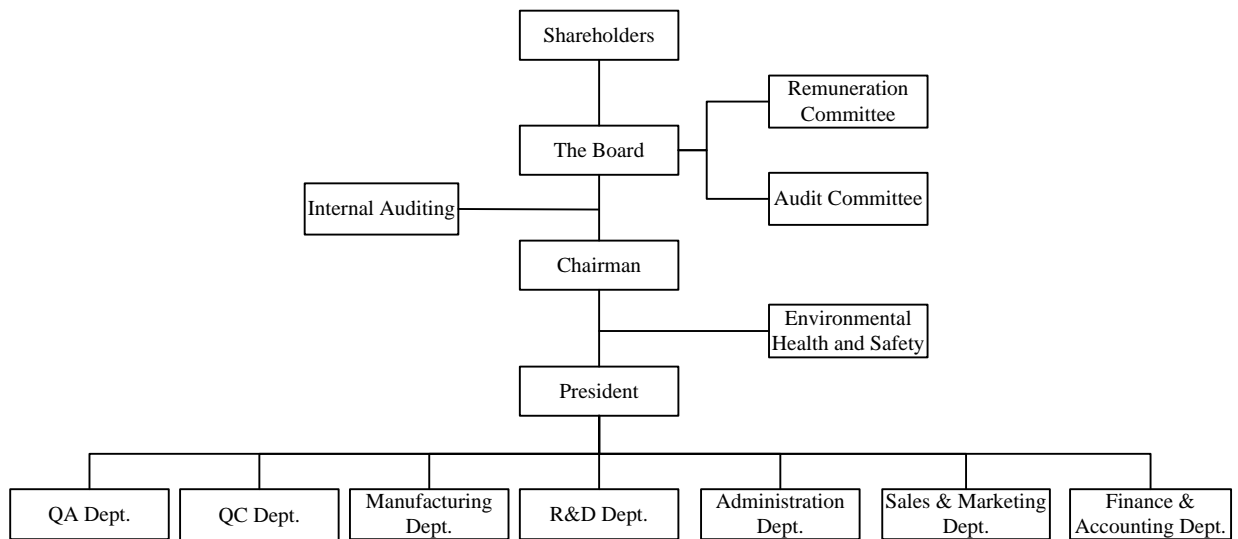 Shareholders
Remuneration
Committee
The Board
Internal Auditing
Audit Committee
Chairman
Environmental
Health and Safety
President
QA Dept.
QC Dept.
Manufacturing
Dept.
R&D Dept.
Administration
Dept.
Sales & Marketing
Dept.
Finance &
Accounting Dept.